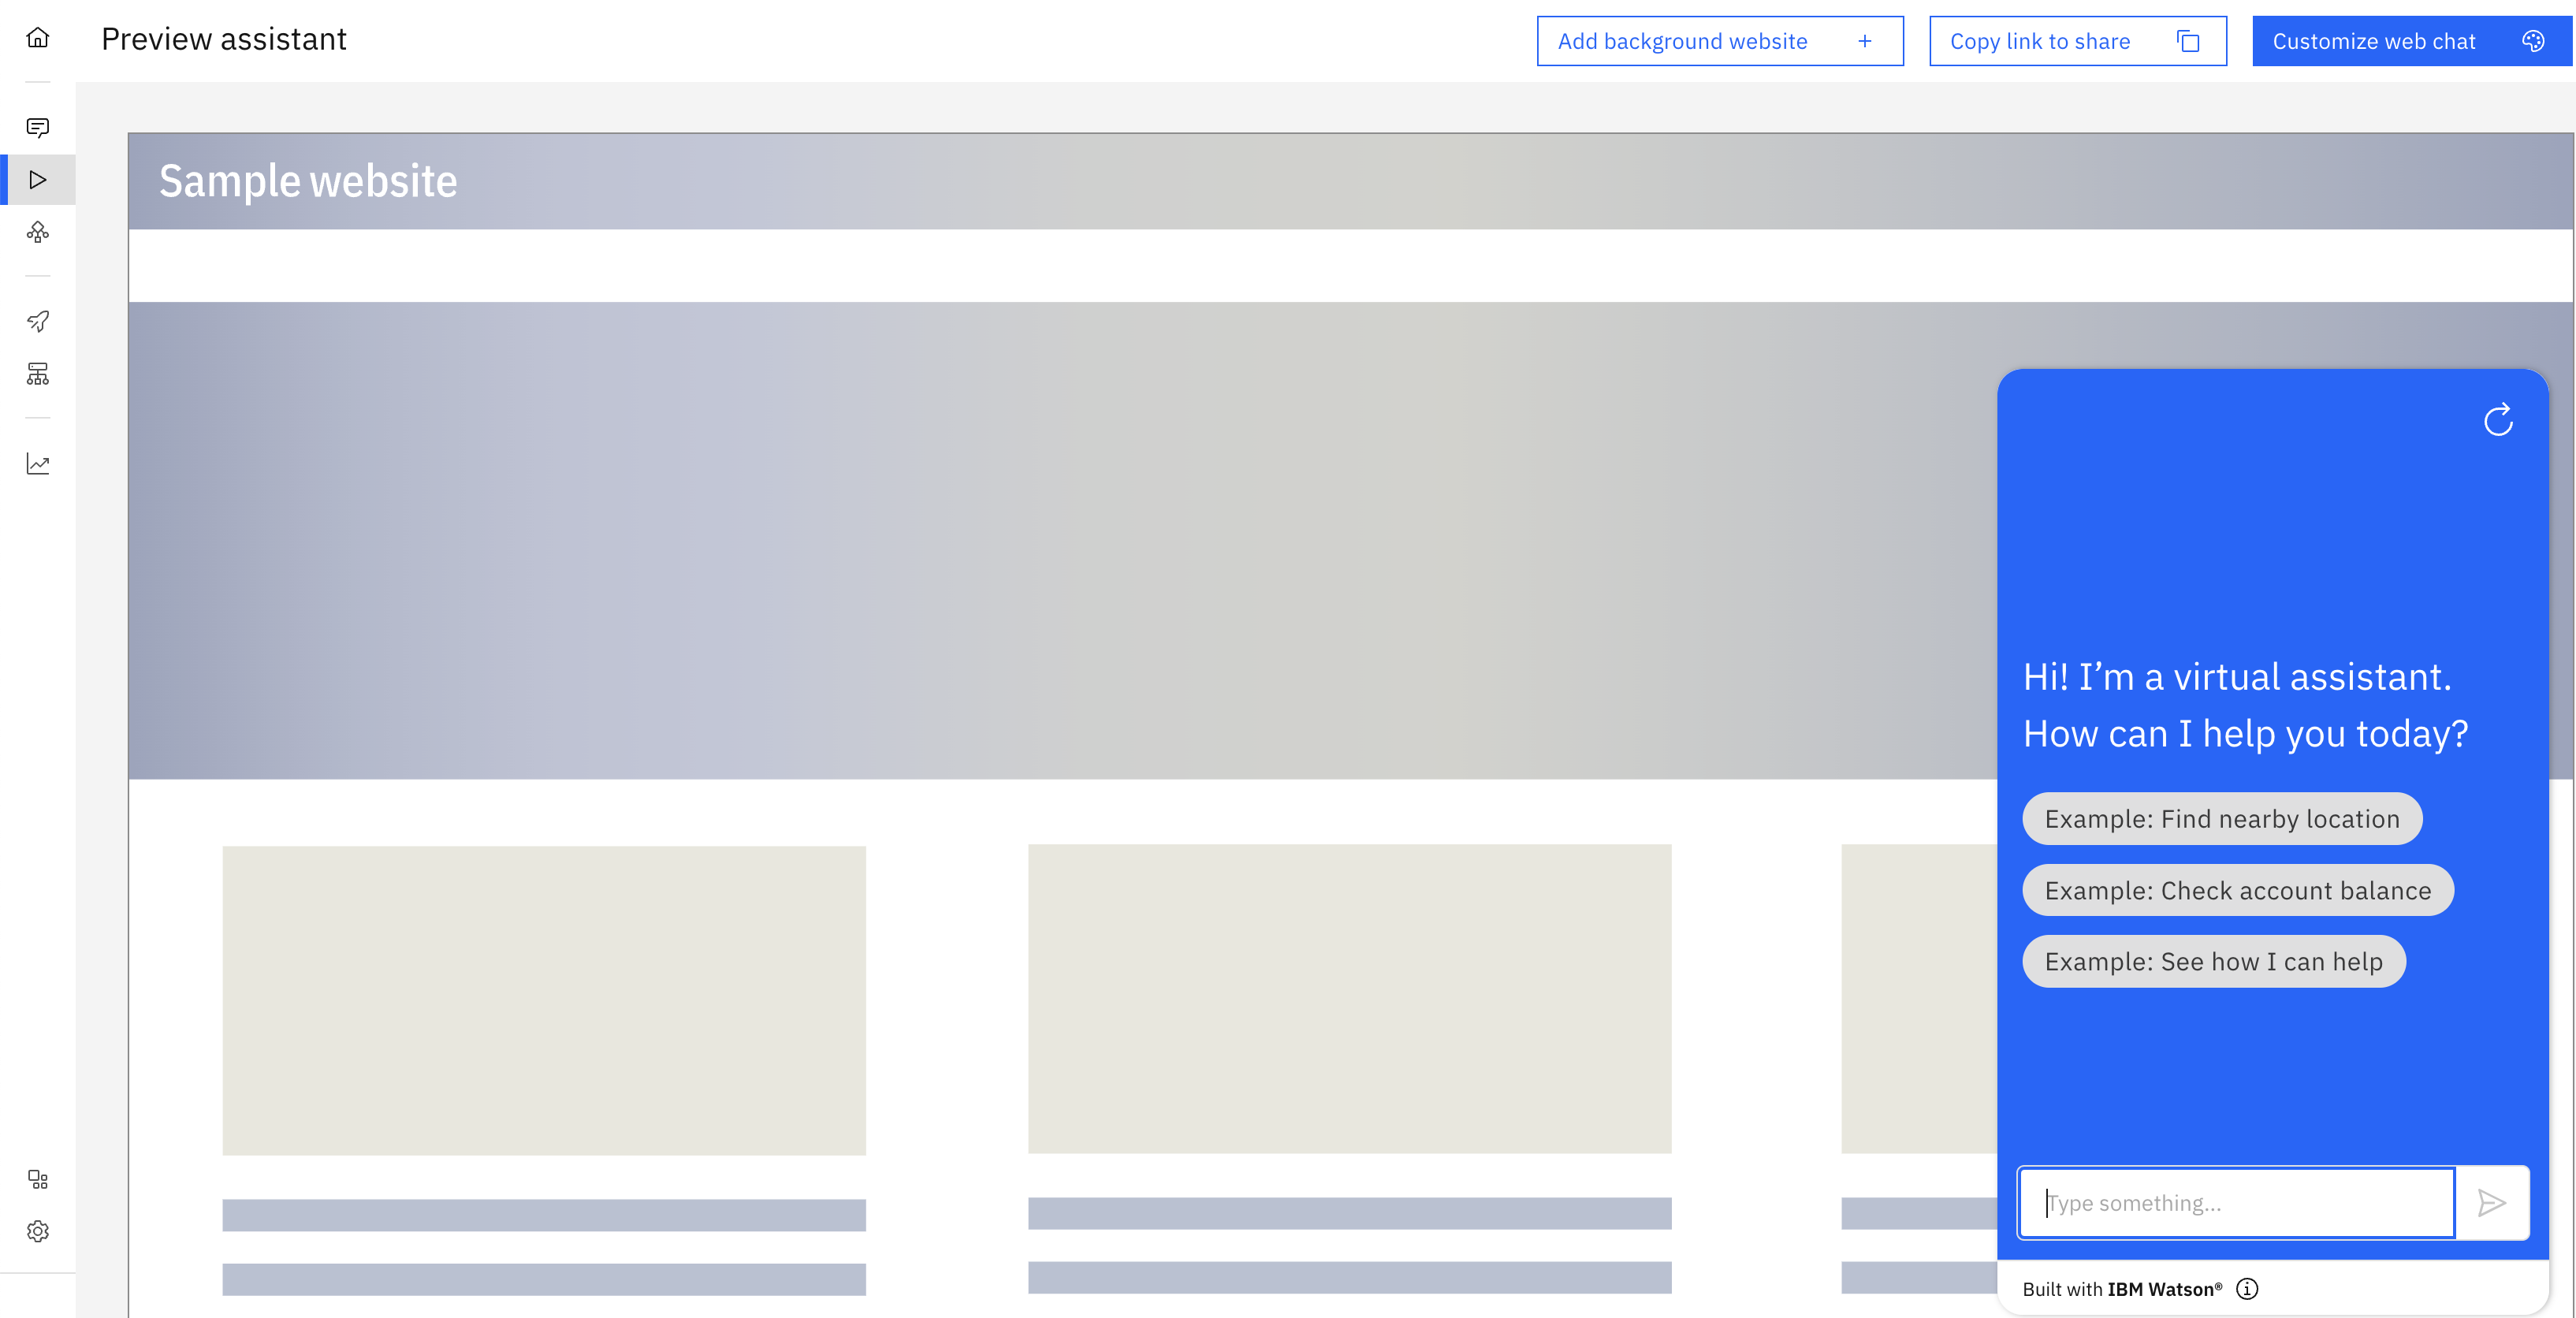 Preview assistant
Add background website
Copy link to share
Customize web chat
Sample website
Hi! I’m a virtual assistant.
How can I help you today?
Example: Find nearby location
Example: Check account balance
Example: See how I can help
Type something...
Built with IBM Watson®